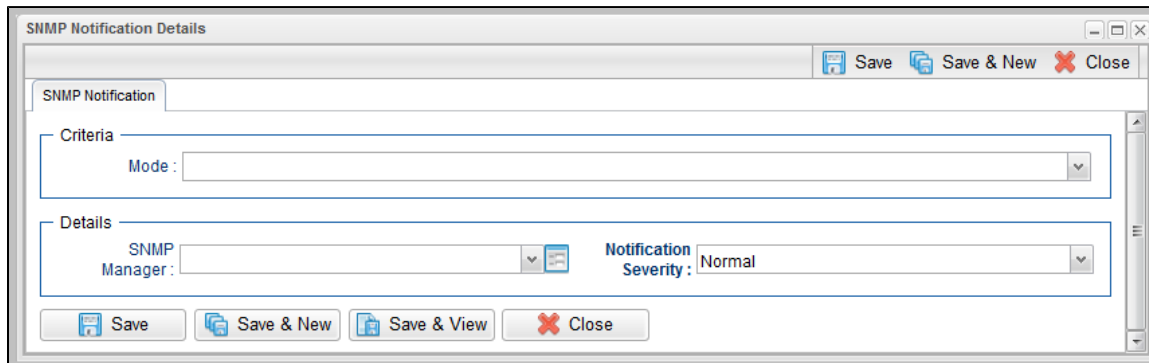 SNMP Notification Details
Save Save & New Close
SNMP Notification
Criteria
Mode :
Details
SNMP Manager :
Notification Severity :
Normal
Save Save & New Save & View Close